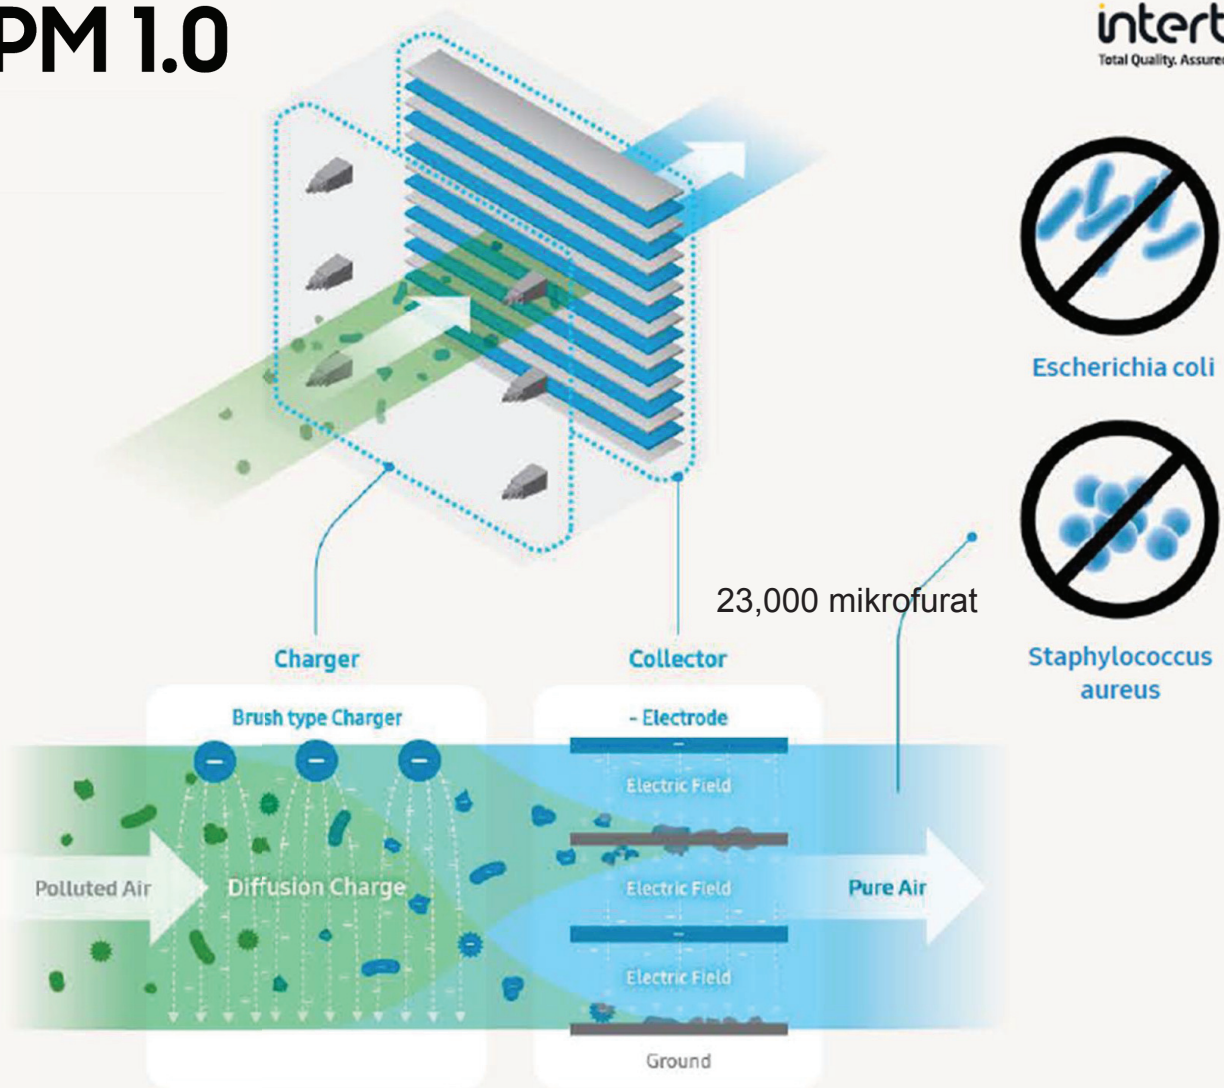 PM 1.0
intert
Total Quality. Assured
Escherichia coli
23,000 mikrofurat
Staphylococcus
aureus
Charger
Collector
Brush type Charger
- Electrode
Electric Field
Polluted Air
Diffusion Charge
Electric Field
Pure Air
Electric Field
Ground